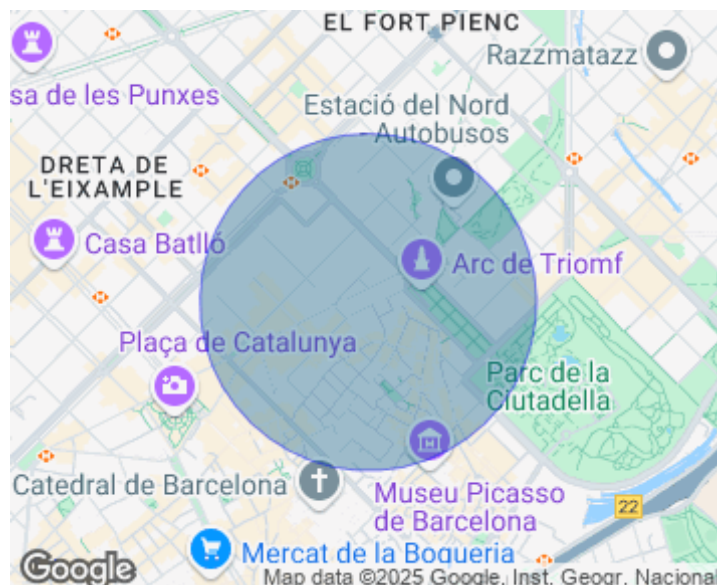 EL FORT PIENC
Razzmatazz
sa de les Punxes
Estació del Nord
- Autobusos
DRETA DE
L'EIXAMPLE
Casa Batlló
Arc de Triomf
Plaça de Catalunya
Parc de la
Ciutadella
Catedral de Barcelona
Museu Picasso
de Barcelona
22
Mercat de la Boqueria
Google
Map data ©2025 Google, Inst. Geogr. Nacional